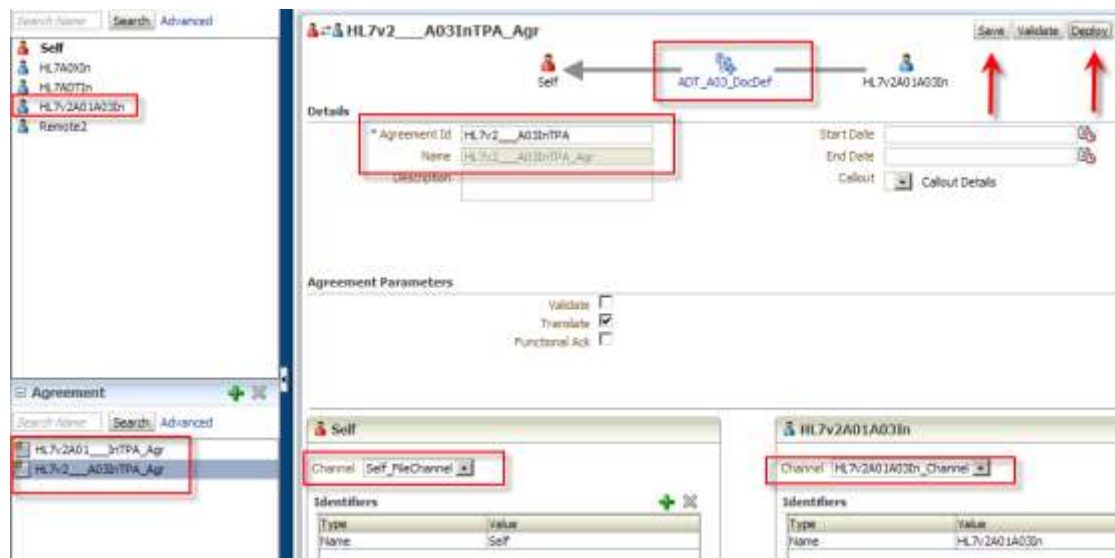 Search Name Search Advanced
Self
HL7A0XIn
HL7ADTIn
HL7v2A01A03In
Remote2
Agreement
Search Name Search Advanced
HL7v2A01___InTPA_Agr
HL7v2___A03InTPA_Agr
HL7v2___A03InTPA_Agr
Save Validate Deploy
Self
ADT_A03_DocDef
HL7v2A01A03In
Details
* Agreement Id HL7v2___A03InTPA
Name HL7v2___A03InTPA_Agr
Description
Start Date
End Date
Callout Callout Details
Agreement Parameters
Validate
Translate
Functional Ack
Self
Channel Self_FileChannel
Identifiers
Type Value
Name Self
HL7v2A01A03In
Channel HL7v2A01A03In_Channel
Identifiers
Type Value
Name HL7v2A01A03In